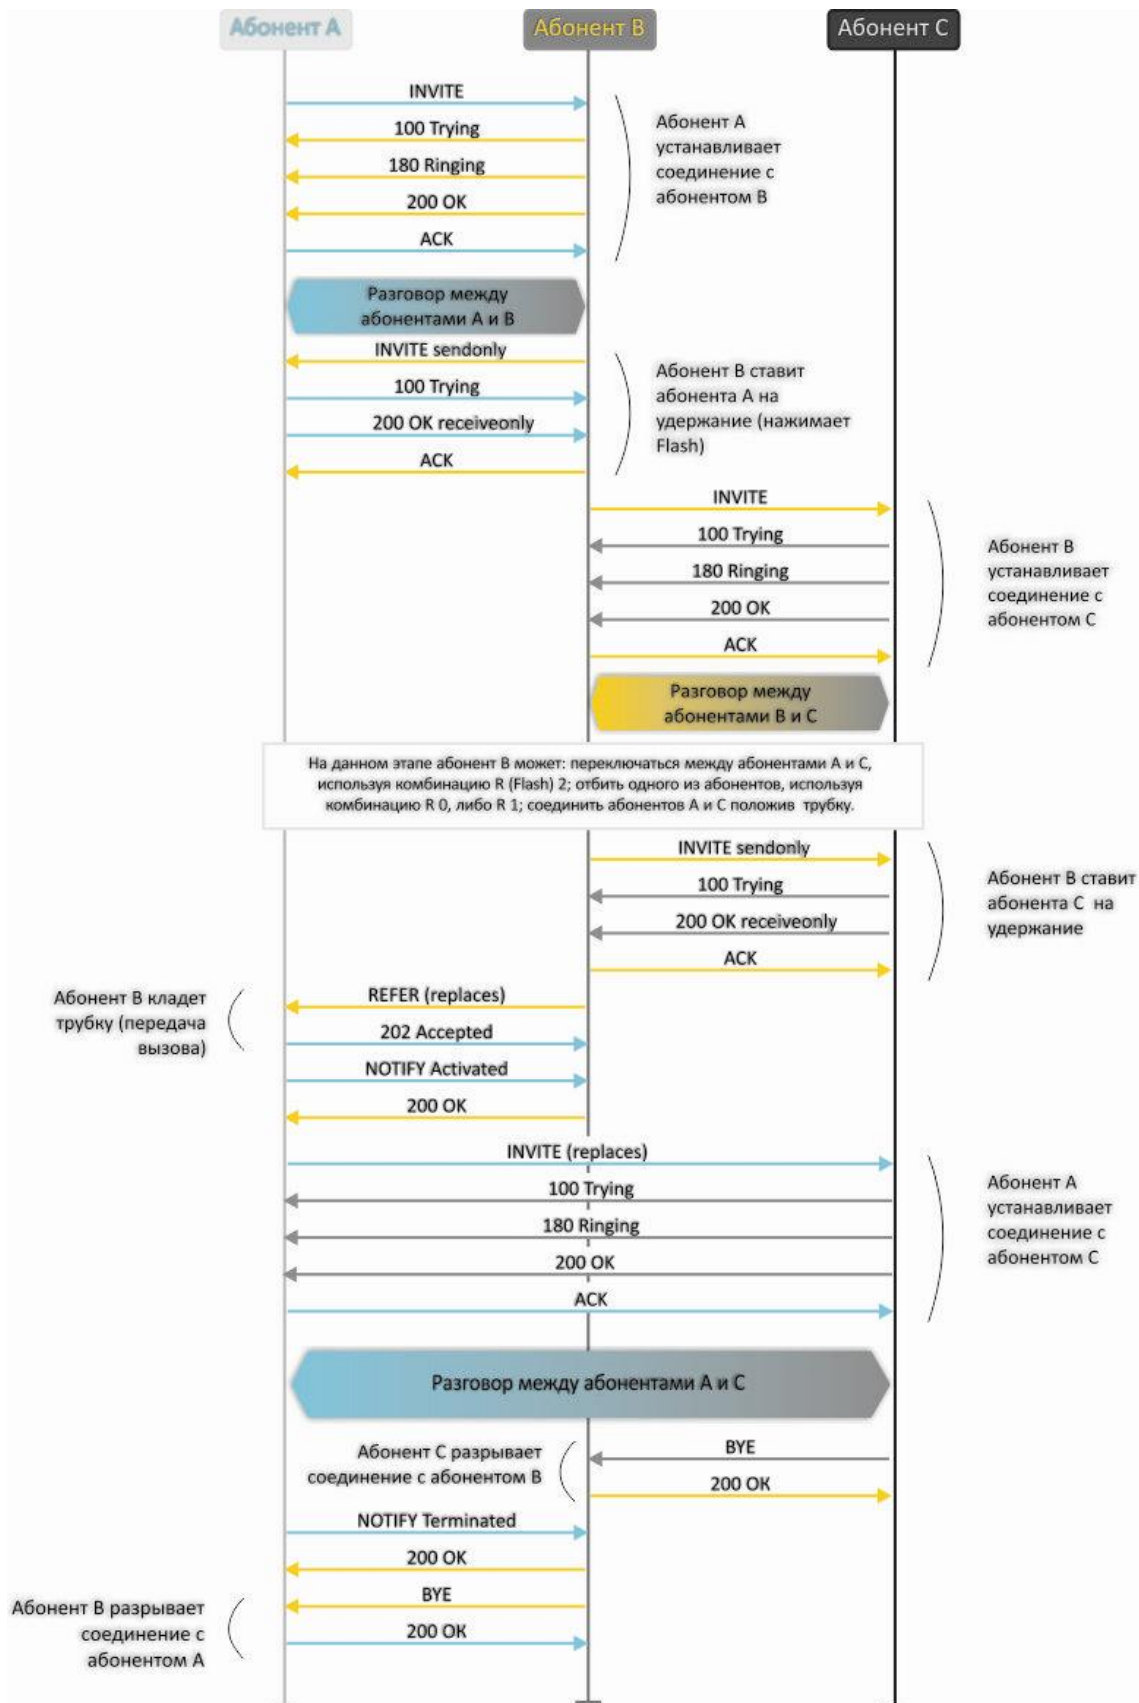 Абонент A
Абонент B
Абонент C
INVITE
100 Trying
180 Ringing
200 OK
ACK
Абонент A
устанавливает
соединение с
абонентом B
Разговор между
абонентами A и B
INVITE sendonly
100 Trying
200 OK receiveonly
ACK
Абонент B ставит
абонента A на
удержание (нажимает
Flash)
INVITE
100 Trying
180 Ringing
200 OK
ACK
Абонент B
устанавливает
соединение с
абонентом C
Разговор между
абонентами B и C
На данном этапе абонент B может: переключаться между абонентами A и C,
используя комбинацию R (Flash) 2; отбить одного из абонентов, используя
комбинацию R 0, либо R 1; соединить абонентов A и C положив трубку.
INVITE sendonly
100 Trying
200 OK receiveonly
ACK
Абонент B ставит
абонента C на
удержание
Абонент B кладет
трубку (передача
вызова)
REFER (replaces)
202 Accepted
NOTIFY Activated
200 OK
INVITE (replaces)
100 Trying
180 Ringing
200 OK
ACK
Абонент A
устанавливает
соединение с
абонентом C
Разговор между абонентами A и C
Абонент C разрывает
соединение с абонентом B
BYE
200 OK
NOTIFY Terminated
200 OK
BYE
200 OK
Абонент B разрывает
соединение с
абонентом A